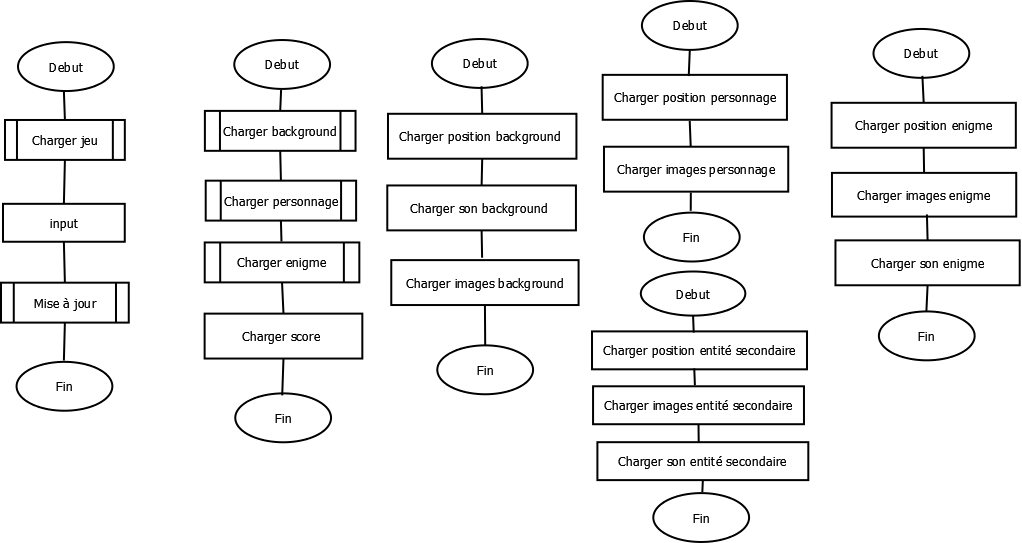 Debut
Charger jeu
input
Mise à jour
Fin
Debut
Charger background
Charger personnage
Charger enigme
Charger score
Fin
Debut
Charger position background
Charger son background
Charger images background
Fin
Debut
Charger position personnage
Charger images personnage
Fin
Debut
Charger position entité secondaire
Charger images entité secondaire
Charger son entité secondaire
Fin
Debut
Charger position enigme
Charger images enigme
Charger son enigme
Fin